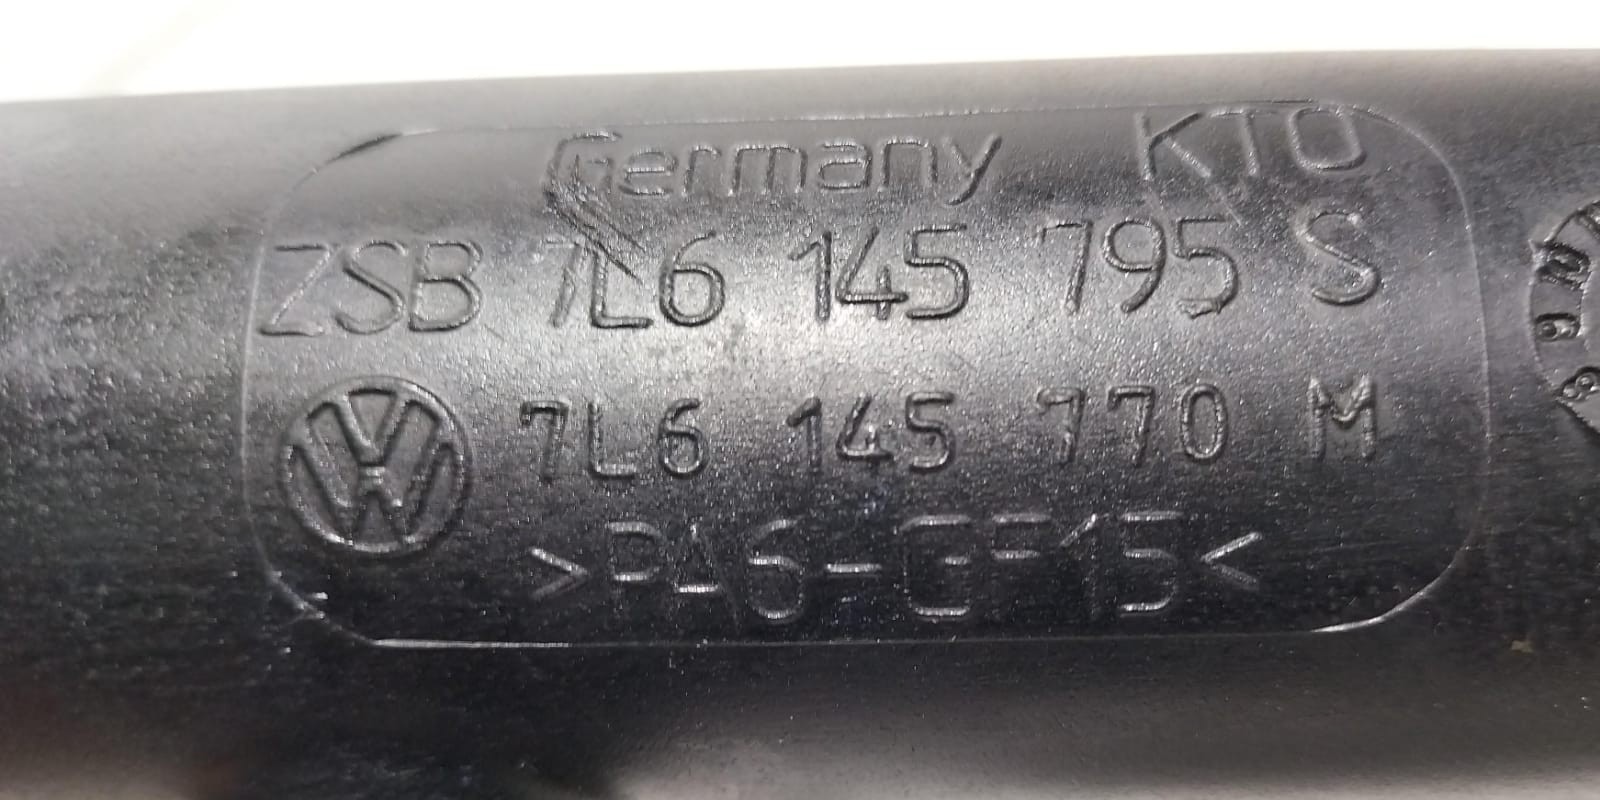 Germany KTO
ZSB 7L6 145 795 S
7L6 145 770 M
>PA6-GF15<